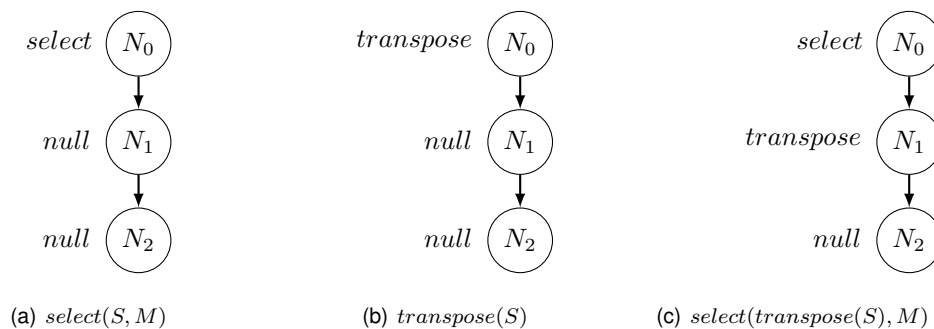 select N₀ transpose N₀ select N₀
null N₁ null N₁ transpose N₁
null N₂ null N₂ null N₂
(a) select(S, M) (b) transpose(S) (c) select(transpose(S), M)